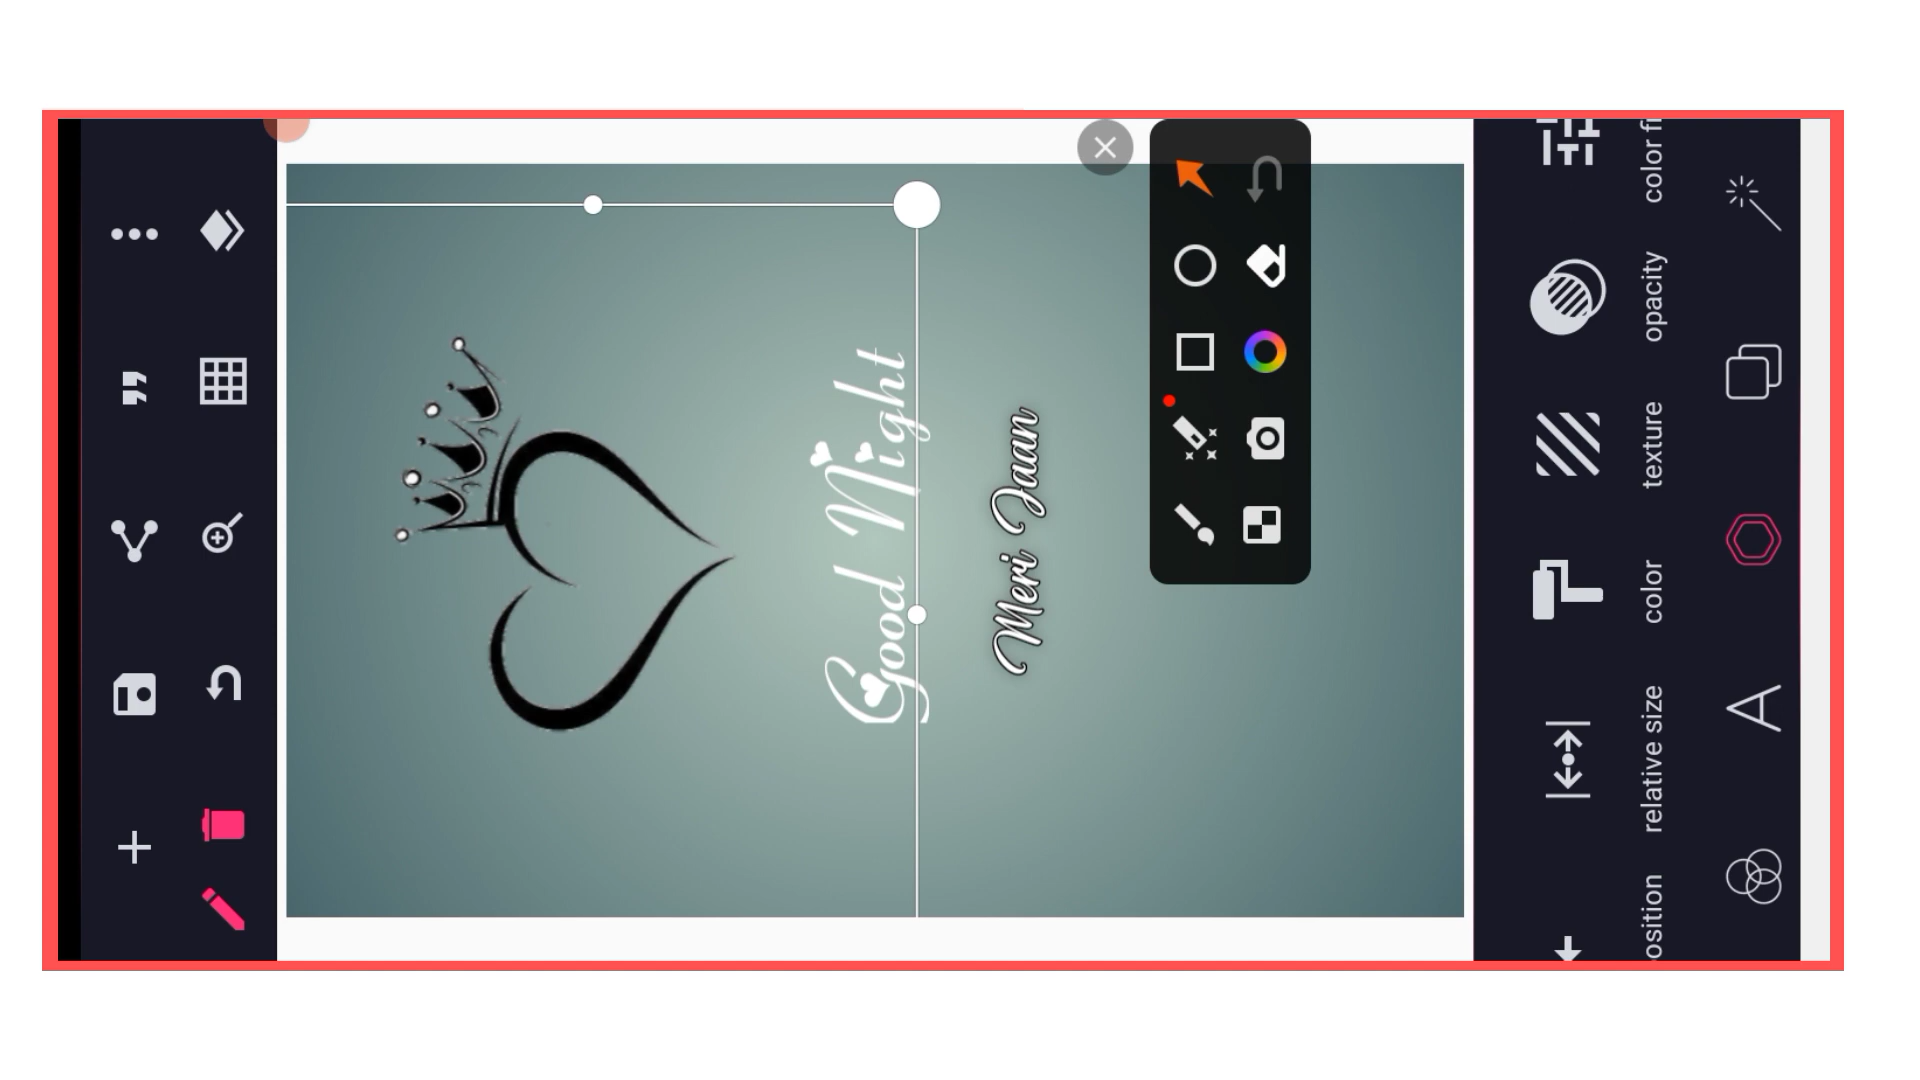 Good Night
Meri Jaan
color fi
opacity
texture
color
relative size
osition